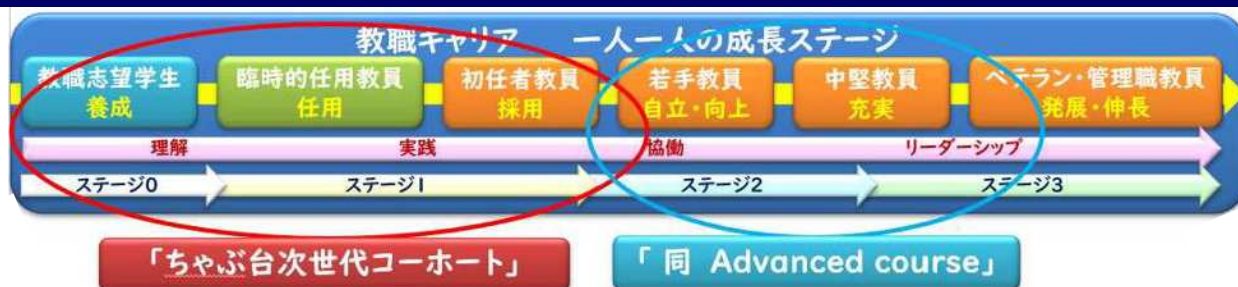 教職キャリア 一人一人の成長ステージ
教職志望学生 臨時的任用教員 初任者教員 若手教員 中堅教員 ベテラン・管理職教員
養成 任用 採用 自立・向上 充実 発展・伸長
理解 実践 協働 リーダーシップ
ステージ0 ステージ1 ステージ2 ステージ3
「ちゃぶ台次世代コーホート」 「同 Advanced course」